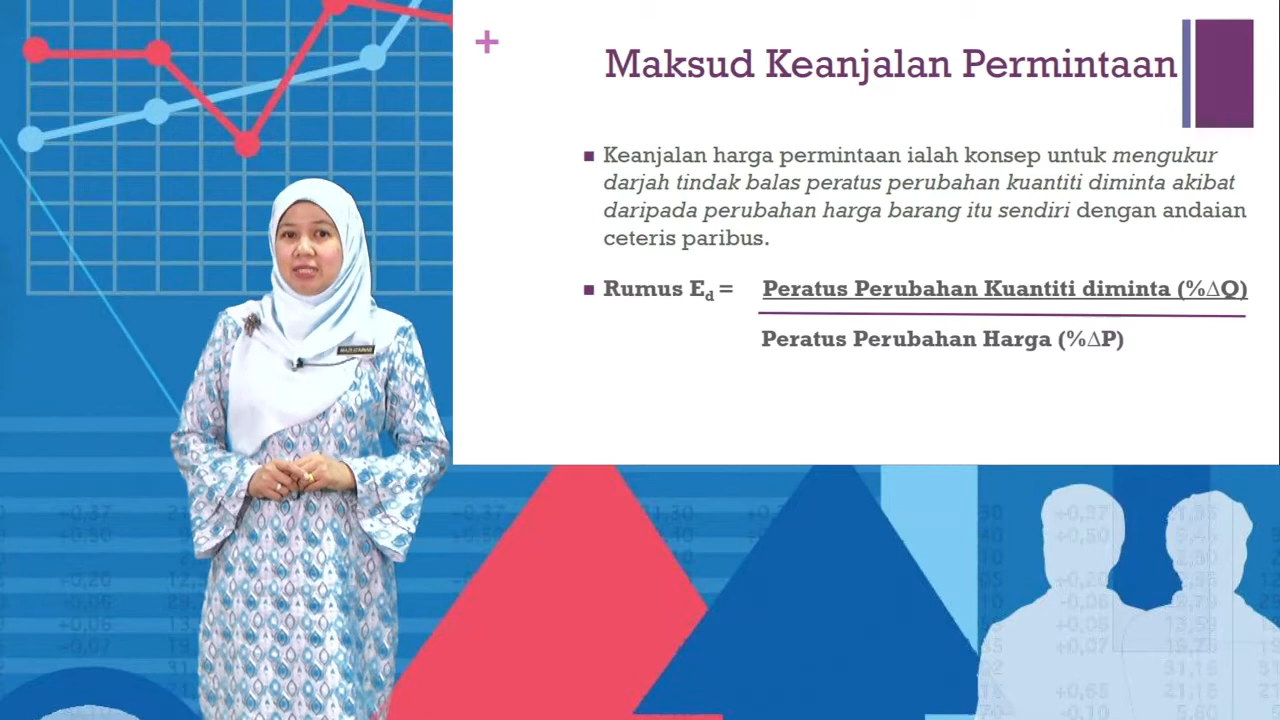 +
Maksud Keanjalan Permintaan
Keanjalan harga permintaan ialah konsep untuk mengukur
darjah tindak balas peratus perubahan kuantiti diminta akibat
daripada perubahan harga barang itu sendiri dengan andaian
ceteris paribus.
Rumus Ed = Peratus Perubahan Kuantiti diminta (%∆Q)
Peratus Perubahan Harga (%∆P)